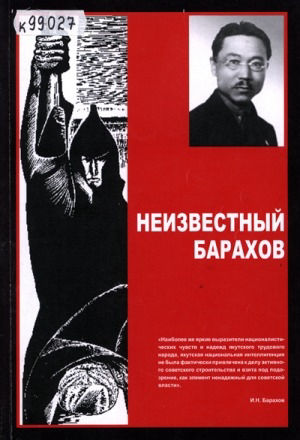 К99027
НЕИЗВЕСТНЫЙ
БАРАХОВ
«Наиболее же яркие выразители националисти-
ческих чувств и надежд якутского трудового
народа, якутская национальная интеллигенция
не была фактически привлечена к делу активно-
го советского строительства и взята под подо-
зрение, как элемент ненадежный для советской
власти».
И.Н. Барахов